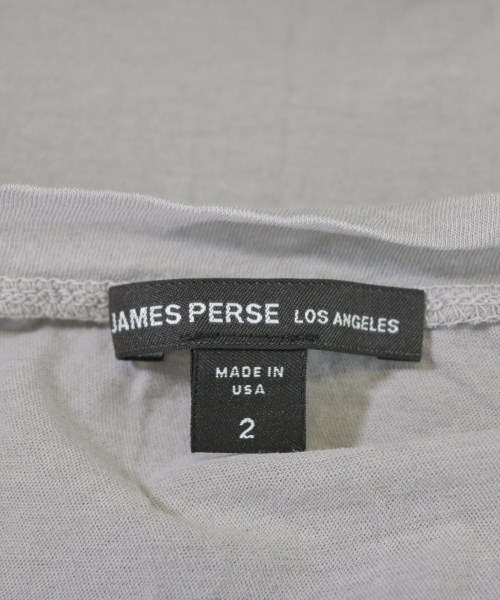 JAMES PERSE LOS ANGELES
MADE IN
USA
2